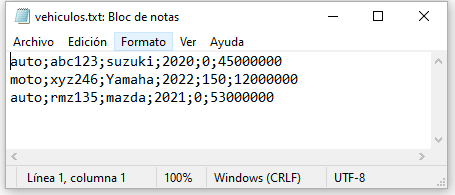 vehiculos.txt: Bloc de notas
Archivo Edición Formato Ver Ayuda
auto;abc123;suzuki;2020;0;45000000
moto;xyz246;Yamaha;2022;150;12000000
auto;rmz135;mazda;2021;0;53000000
Línea 1, columna 1 100% Windows (CRLF) UTF-8